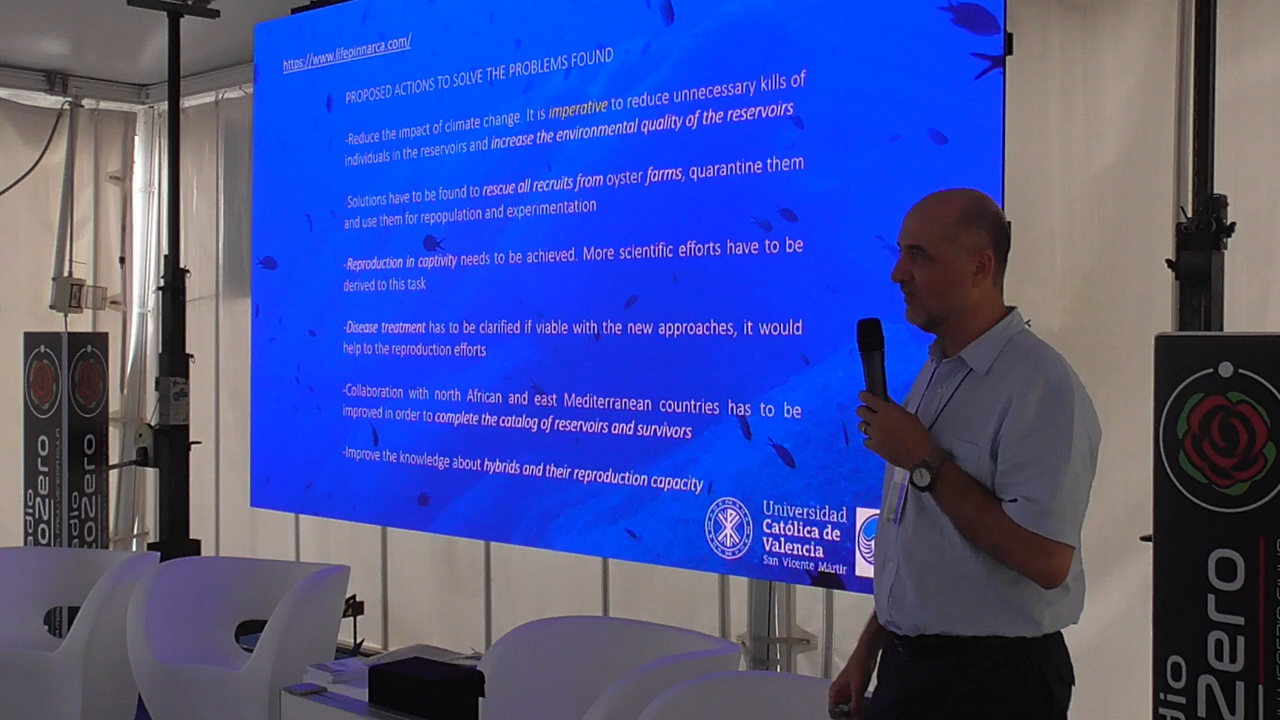 https://www.lifepinnarca.com/
PROPOSED ACTIONS TO SOLVE THE PROBLEMS FOUND
-Reduce the impact of climate change. It is imperative to reduce unnecessary kills of
individuals in the reservoirs and increase the environmental quality of the reservoirs
-Solutions have to be found to rescue all recruits from oyster farms, quarantine them
and use them for repopulation and experimentation
-Reproduction in captivity needs to be achieved. More scientific efforts have to be
derived to this task
-Disease treatment has to be clarified if viable with the new approaches, it would
help to the reproduction efforts
-Collaboration with north African and east Mediterranean countries has to be
improved in order to complete the catalog of reservoirs and survivors
-Improve the knowledge about hybrids and their reproduction capacity
Universidad
Católica de
Valencia
San Vicente Mártir
adio
coZero
adio
coZero
dio
Zero